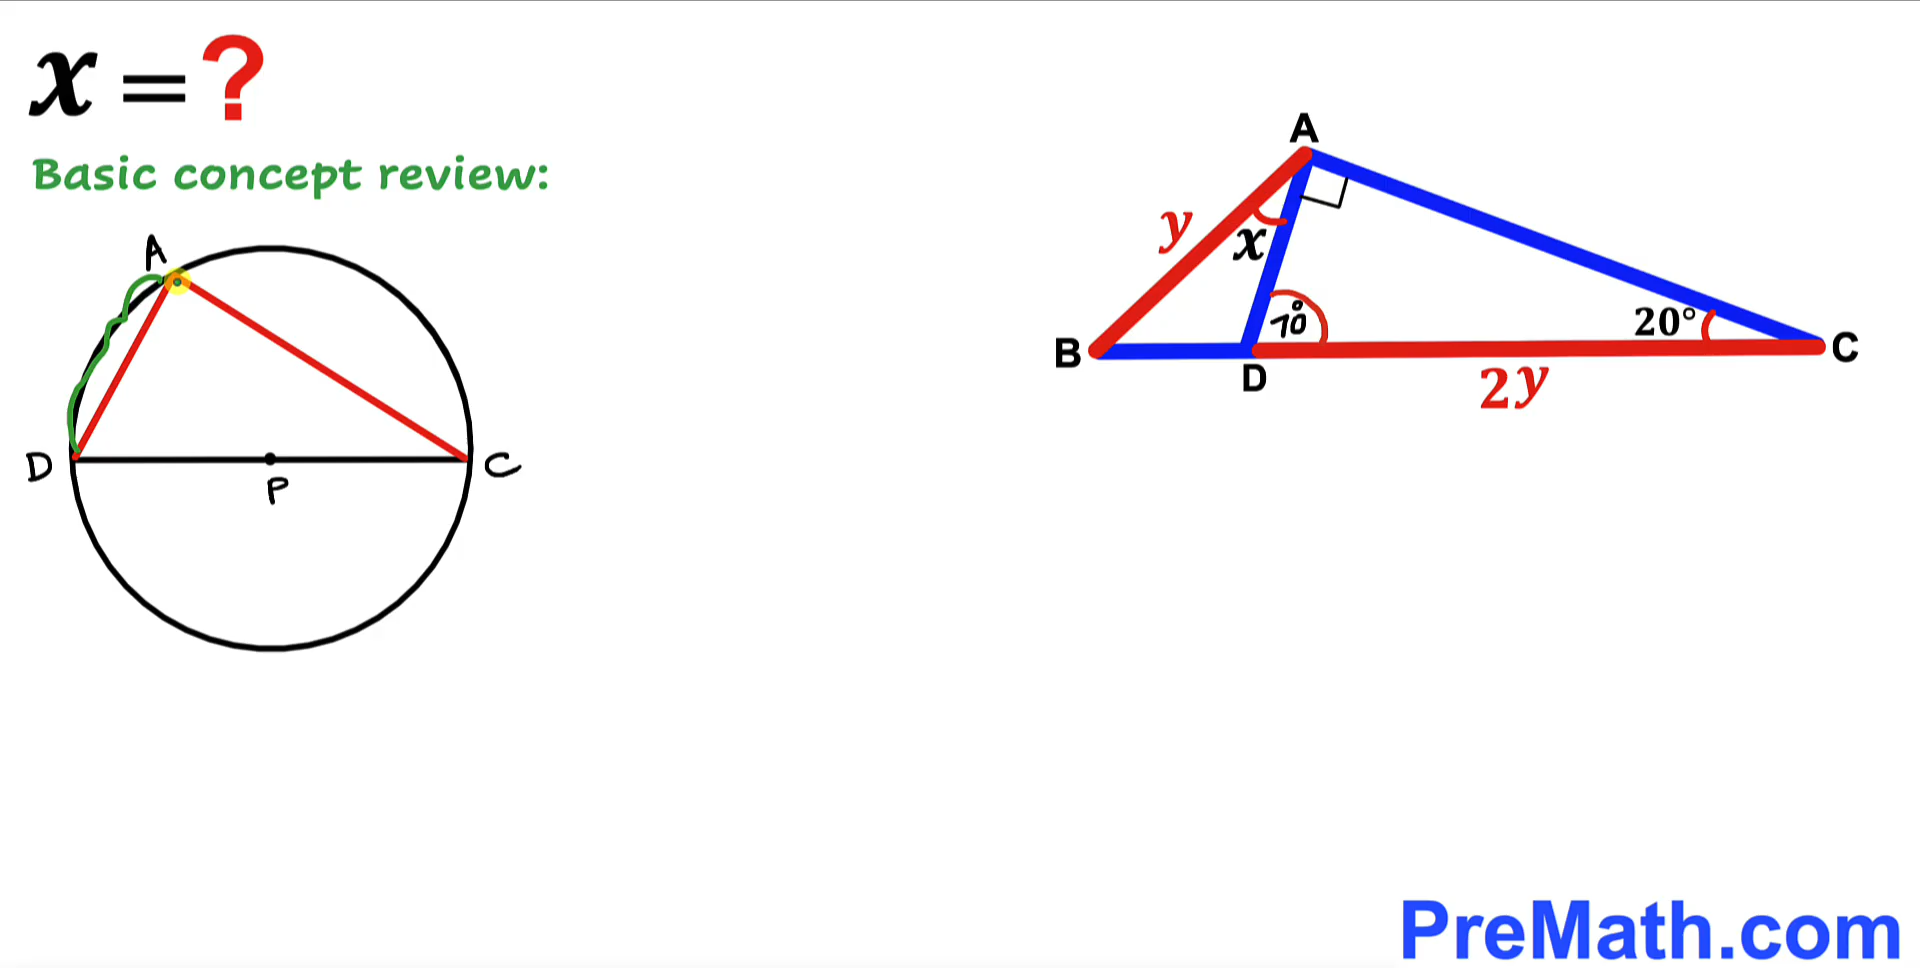 x = ?
Basic concept review:
A
D
P
C
A
y
x
70°
20°
B
D
C
2y
PreMath.com